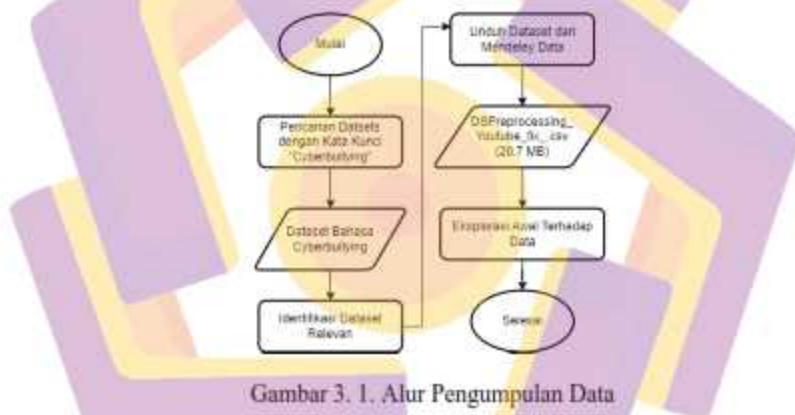 Mulai
Pencarian Datsets
dengan Kata Kunci
"Cyberbullying"
Dataset Bahasa
Cyberbullying
Identifikasi Dataset
Relevan
Unduh Dataset dari
Mendeley Data
DSPreprocessing_
Youtube_fix_.csv
(20.7 MB)
Eksplorasi Awal Terhadap
Data
Selesai
Gambar 3. 1. Alur Pengumpulan Data